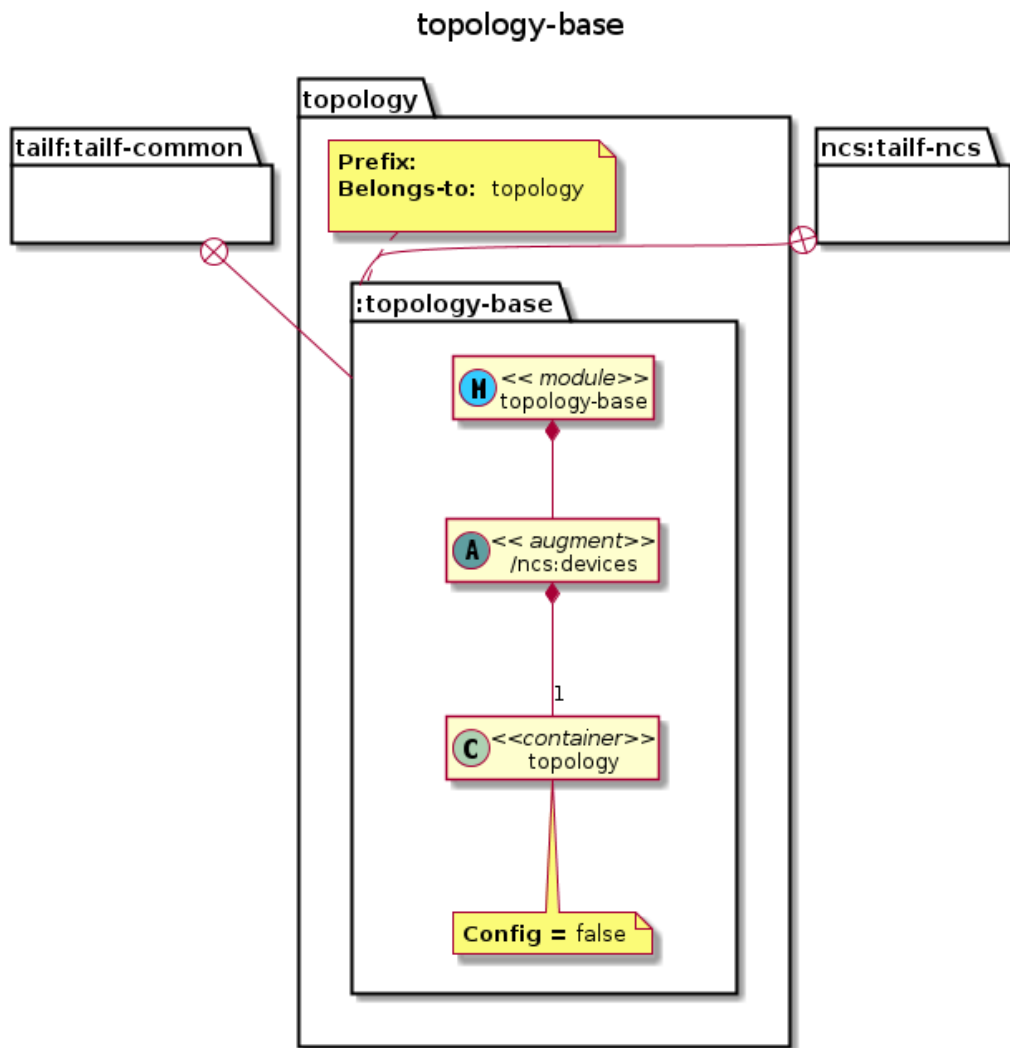 topology-base
topology
tailf:tailf-common
ncs:tailf-ncs
Prefix:
Belongs-to: topology
:topology-base
M
<< module>>
topology-base
A
<< augment>>
/ncs:devices
1
C
<<container>>
topology
Config = false